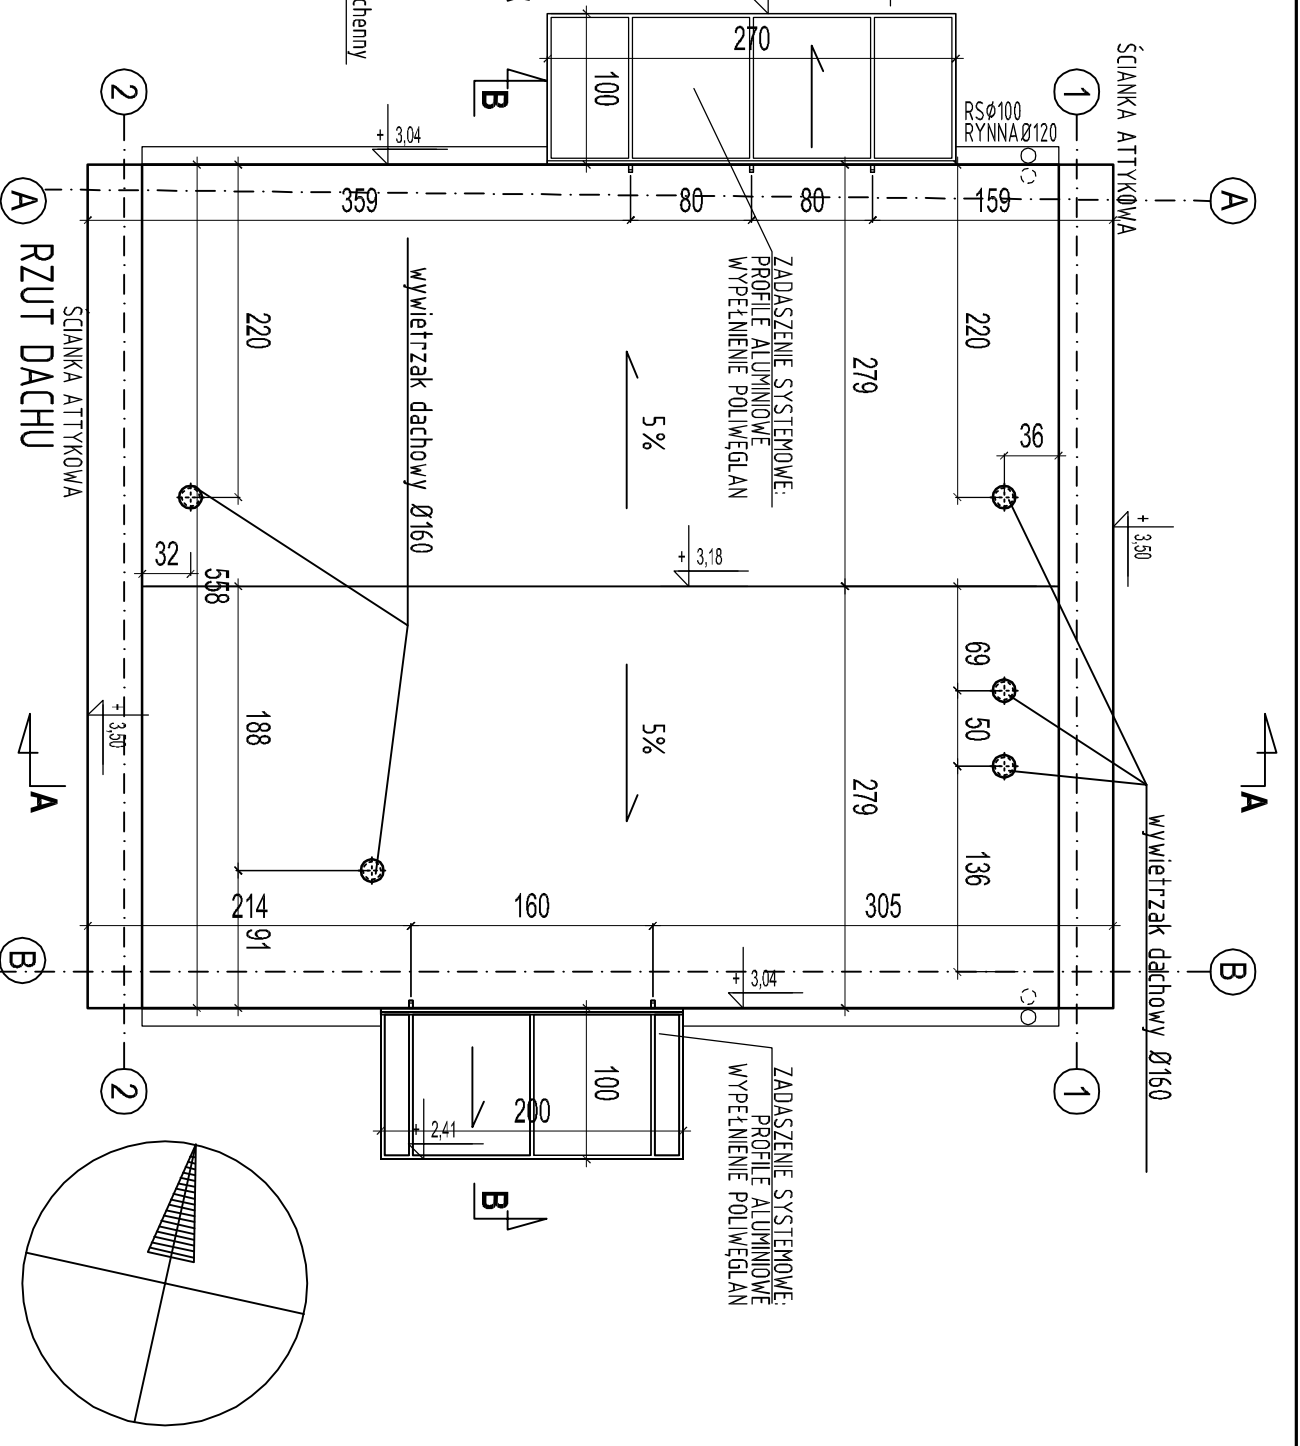 chenny
270
100
B
1
ŚCIANKA ATTYKOWA
RSØ100
RYNNAØ120
2
+ 3,04
A
359
80
80
159
A
RZUT DACHU
ŚCIANKA ATTYKOWA
220
wywietrzak dachowy Ø160
5%
ZADASZENIE SYSTEMOWE:
PROFILE ALUMINIOWE
WYPEŁNIENIE POLIWĘGLAN
279
220
36
+ 3,50
32
558
+ 3,18
69
50
136
188
5%
279
+ 3,50
A
A
wywietrzak dachowy Ø160
214
91
160
305
B
+ 3,04
B
2
+ 2,41
200
100
1
B
ZADASZENIE SYSTEMOWE:
PROFILE ALUMINIOWE
WYPEŁNIENIE POLIWĘGLAN